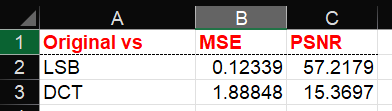 A B C
1 Original vs MSE PSNR
2 LSB 0.12339 57.2179
3 DCT 1.88848 15.3697